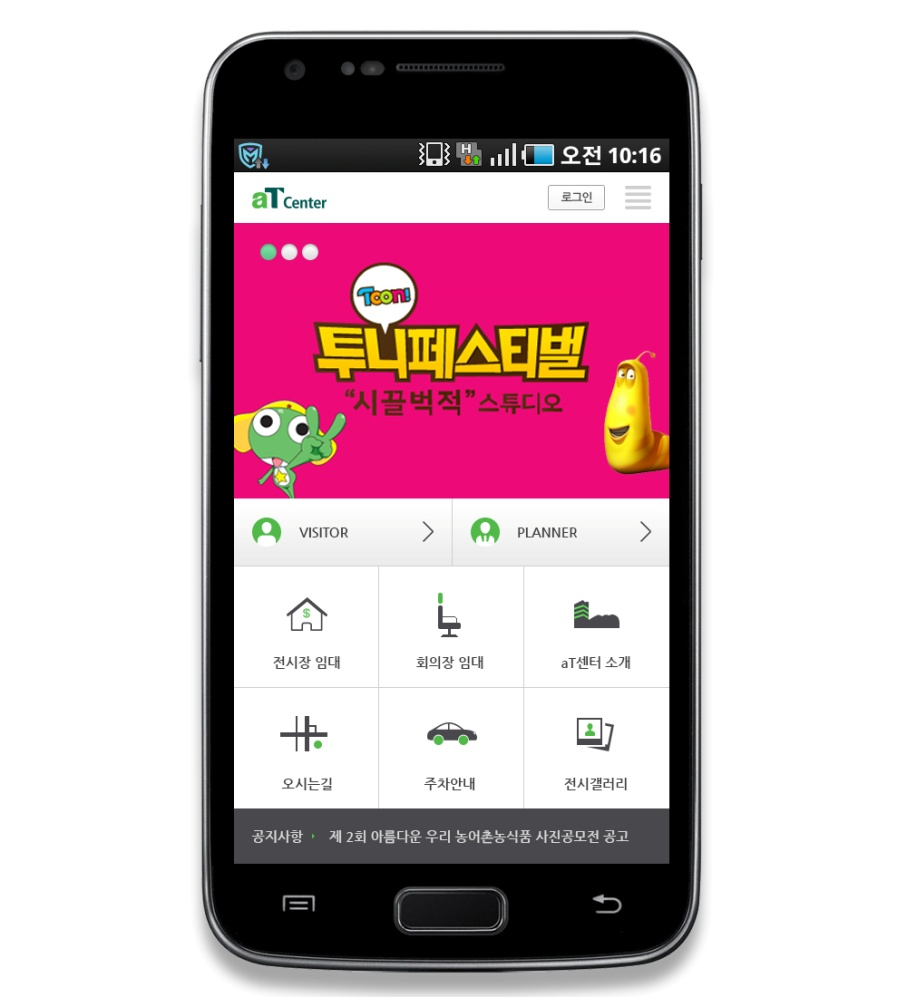 H
오전 10:16
aT Center
로그인
Toon!
투니페스티벌
“시끌벅적” 스튜디오
VISITOR
PLANNER
$
전시장 임대
회의장 임대
aT센터 소개
오시는길
주차안내
전시갤러리
공지사항 제 2회 아름다운 우리 농어촌농식품 사진공모전 공고